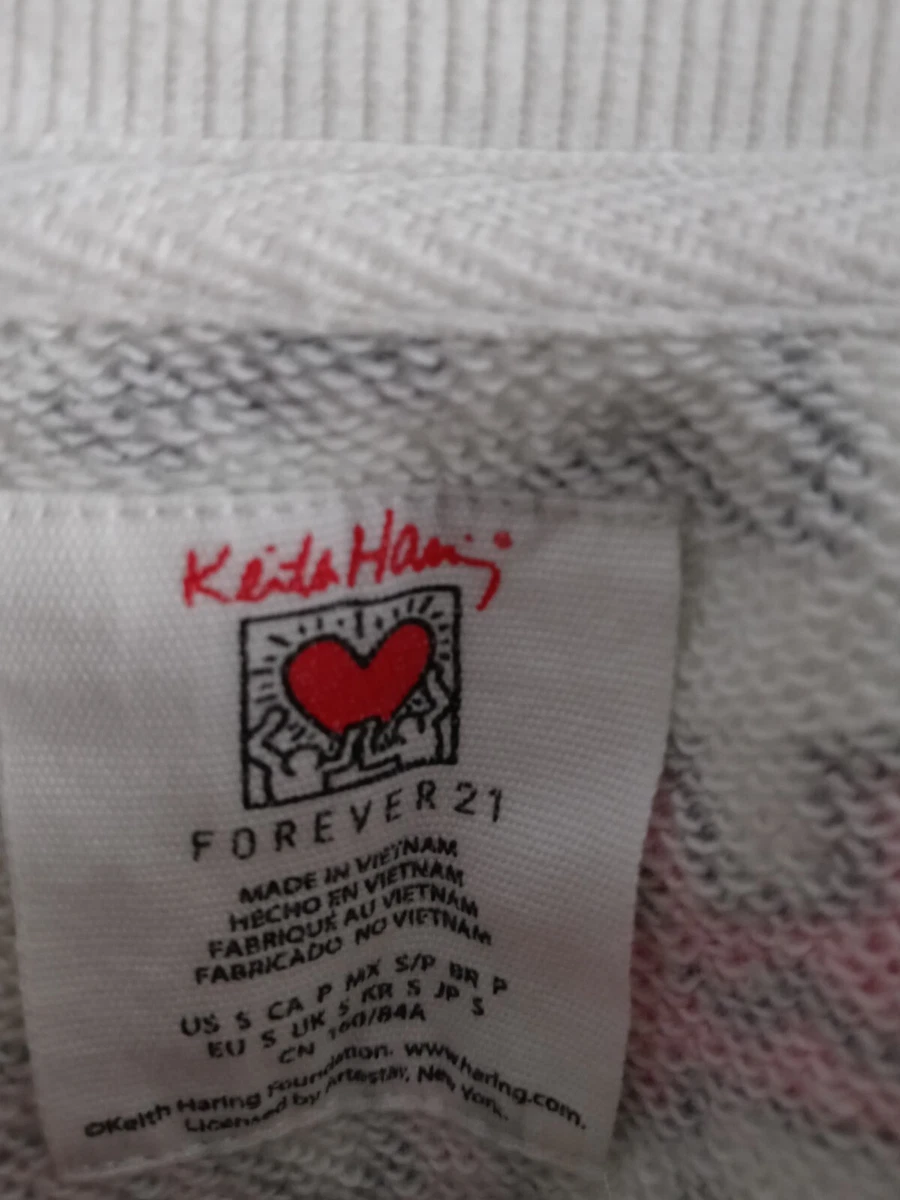 Keith Haring
FOREVER 21
MADE IN VIETNAM
HECHO EN VIETNAM
FABRIQUÉ AU VIETNAM
FABRICADO NO VIETNAM
US S CA P MX S/P BR P
EU S UK S KR S JP S
CN 160/84A
©Keith Haring Foundation. www.haring.com.
Licensed by Artestar, New York.